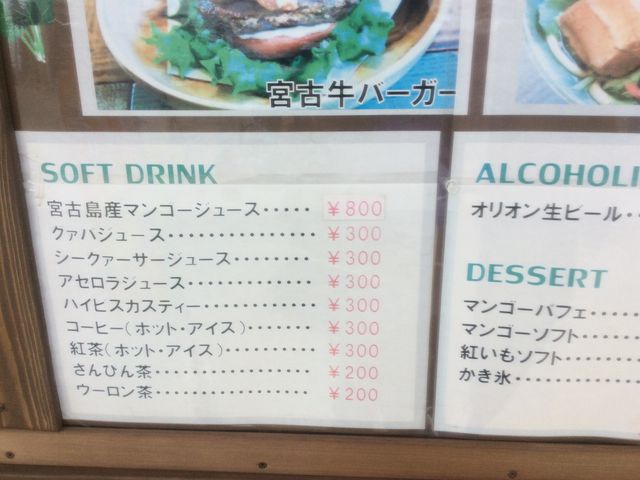 宮古牛バーガー
SOFT DRINK
宮古島産マンゴージュース・・・・・ ￥800
クァバジュース・・・・・・・・・・・・・・・ ￥300
シークァーサージュース・・・・・・・・ ￥300
アセロラジュース・・・・・・・・・・・・・ ￥300
ハイビスカスティー・・・・・・・・・・・・ ￥300
コーヒー(ホット・アイス)・・・・・・・・ ￥300
紅茶(ホット・アイス)・・・・・・・・・・・ ￥300
さんぴん茶・・・・・・・・・・・・・・・・・・ ￥200
ウーロン茶・・・・・・・・・・・・・・・・・・ ￥200
ALCOHOLI
オリオン生ビール・・
DESSERT
マンゴーパフェ・・・・・
マンゴーソフト・・・・・
紅いもソフト・・・・・・・
かき氷・・・・・・・・・・・